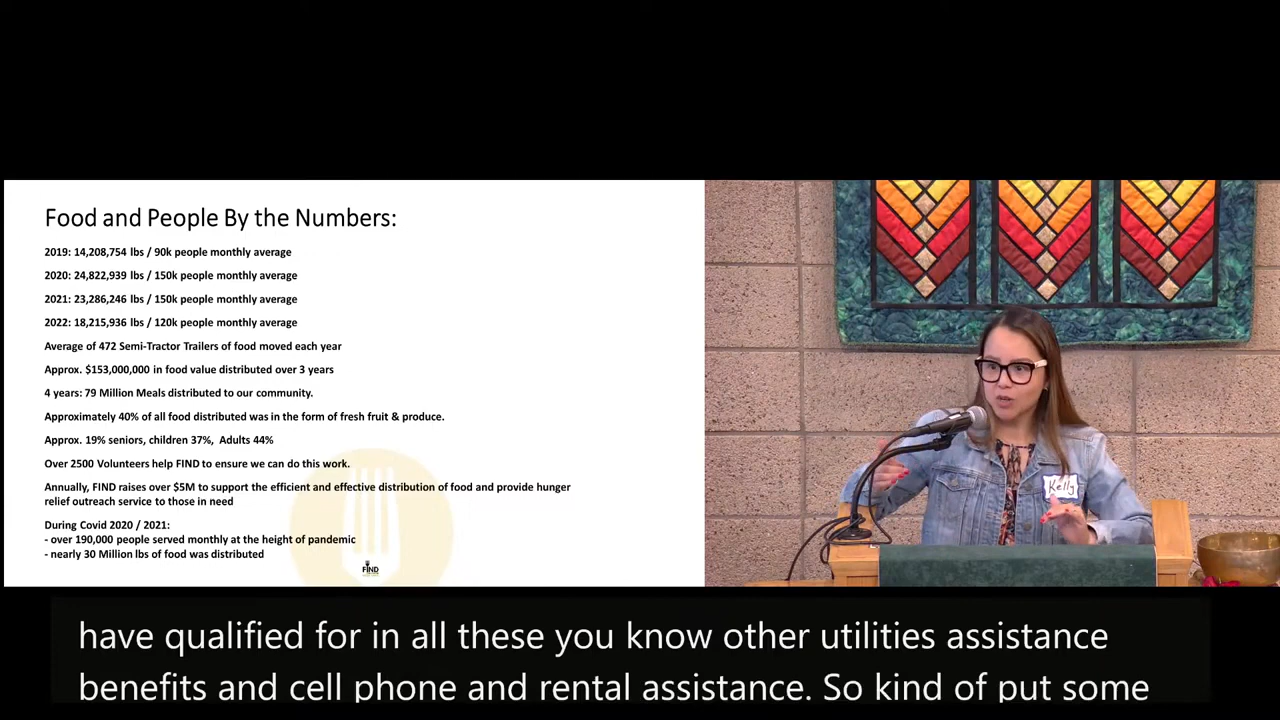 Food and People By the Numbers:
2019: 14,208,754 lbs / 90k people monthly average
2020: 24,822,939 lbs / 150k people monthly average
2021: 23,286,246 lbs / 150k people monthly average
2022: 18,215,936 lbs / 120k people monthly average
Average of 472 Semi-Tractor Trailers of food moved each year
Approx. $153,000,000 in food value distributed over 3 years
4 years: 79 Million Meals distributed to our community.
Approximately 40% of all food distributed was in the form of fresh fruit & produce.
Approx. 19% seniors, children 37%, Adults 44%
Over 2500 Volunteers help FIND to ensure we can do this work.
Annually, FIND raises over $5M to support the efficient and effective distribution of food and provide hunger
relief outreach service to those in need
During Covid 2020 / 2021:
- over 190,000 people served monthly at the height of pandemic
- nearly 30 Million lbs of food was distributed
FIND
Kelly
have qualified for in all these you know other utilities assistance
benefits and cell phone and rental assistance. So kind of put some